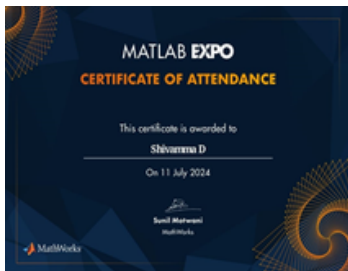 MATLAB EXPO
CERTIFICATE OF ATTENDANCE
This certificate is awarded to
Shivamma D
On 11 July 2024
Sunil Motwani
MathWorks
MathWorks